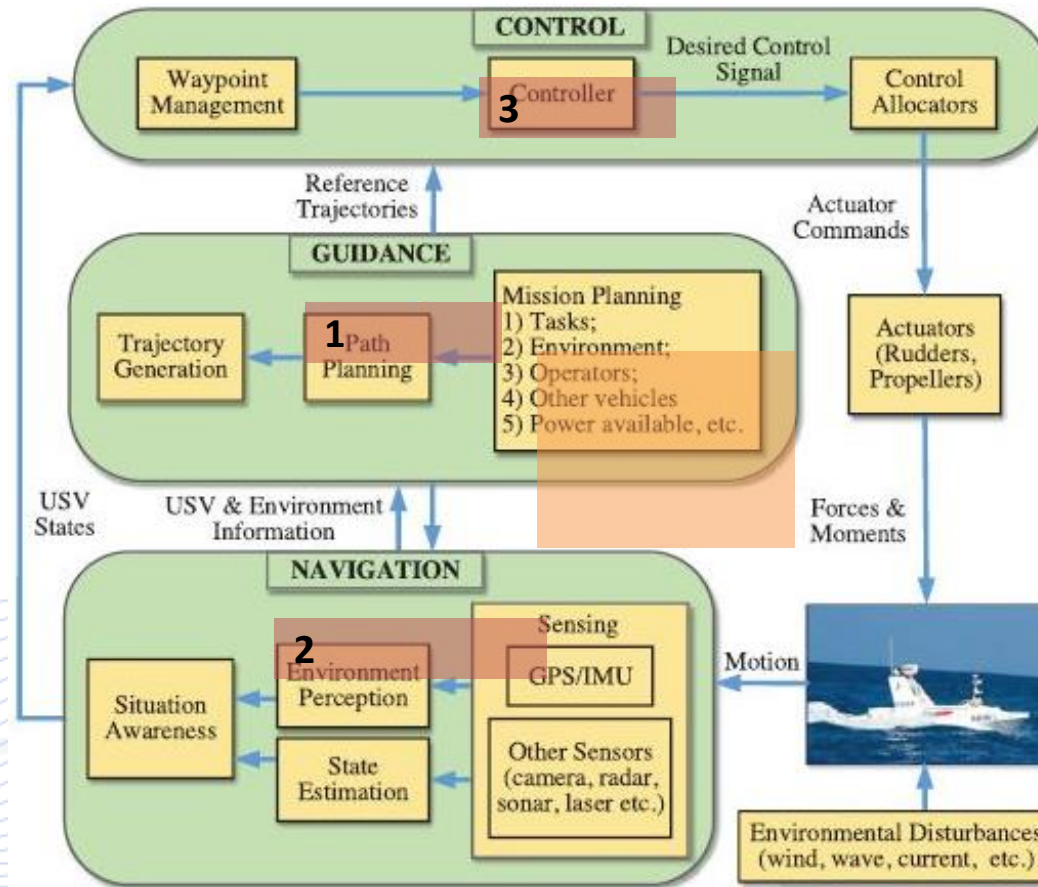 CONTROL
Waypoint
Management
3
Controller
Desired Control
Signal
Control
Allocators
Reference
Trajectories
Actuator
Commands
GUIDANCE
Trajectory
Generation
1
Path
Planning
Mission Planning
1) Tasks;
2) Environment;
3) Operators;
4) Other vehicles
5) Power available, etc.
Actuators
(Rudders,
Propellers)
USV
States
USV & Environment
Information
Forces &
Moments
NAVIGATION
Situation
Awareness
2
Environment
Perception
State
Estimation
Sensing
GPS/IMU
Other Sensors
(camera, radar,
sonar, laser etc.)
Motion
Environmental Disturbances
(wind, wave, current, etc.)